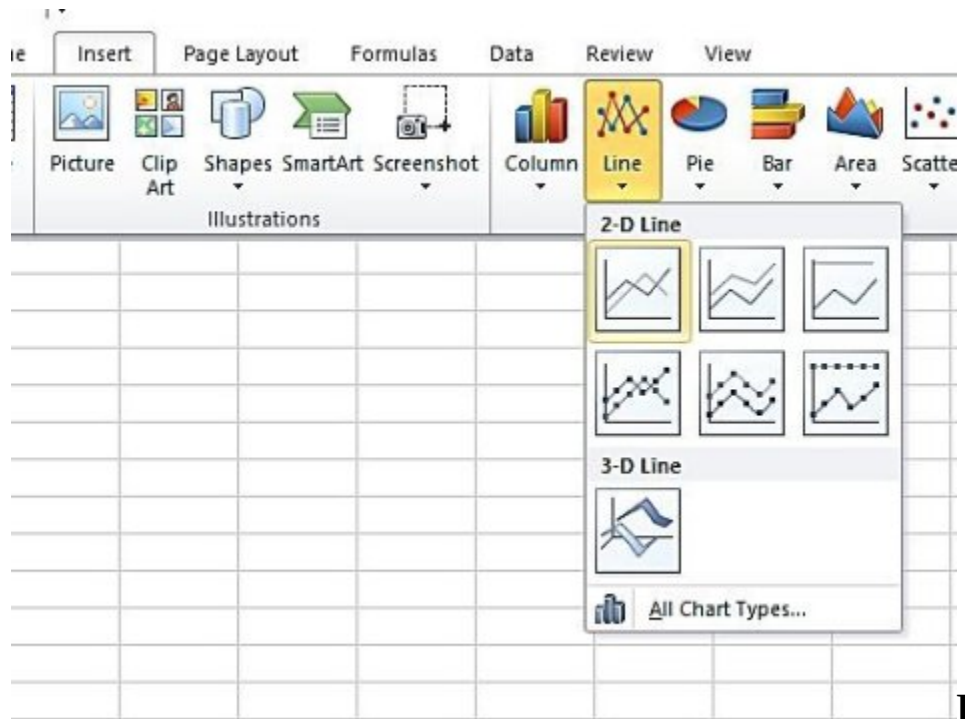 Insert Page Layout Formulas Data Review View
Picture Clip Art Shapes SmartArt Screenshot Column Line Pie Bar Area
Illustrations
2-D Line
3-D Line
All Chart Types...